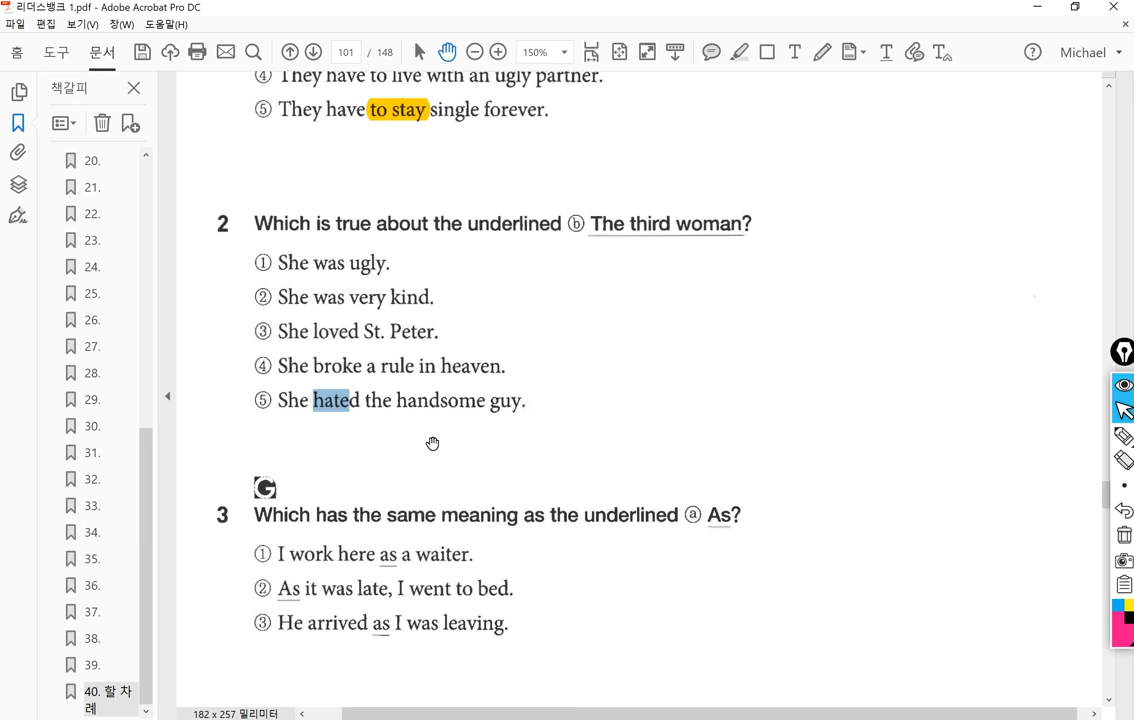 리더스뱅크 1.pdf - Adobe Acrobat Pro DC
파일 편집 보기(V) 창(W) 도움말(H)
홈 도구 문서 101 / 148 150% Michael
책갈피
20.
21.
22.
23.
24.
25.
26.
27.
28.
29.
30.
31.
32.
33.
34.
35.
36.
37.
38.
39.
40. 할 차
례
④ They have to live with an ugly partner.
⑤ They have to stay single forever.
2 Which is true about the underlined ⓑ The third woman?
① She was ugly.
② She was very kind.
③ She loved St. Peter.
④ She broke a rule in heaven.
⑤ She hated the handsome guy.
G
3 Which has the same meaning as the underlined ⓐ As?
① I work here as a waiter.
② As it was late, I went to bed.
③ He arrived as I was leaving.
182 x 257 밀리미터